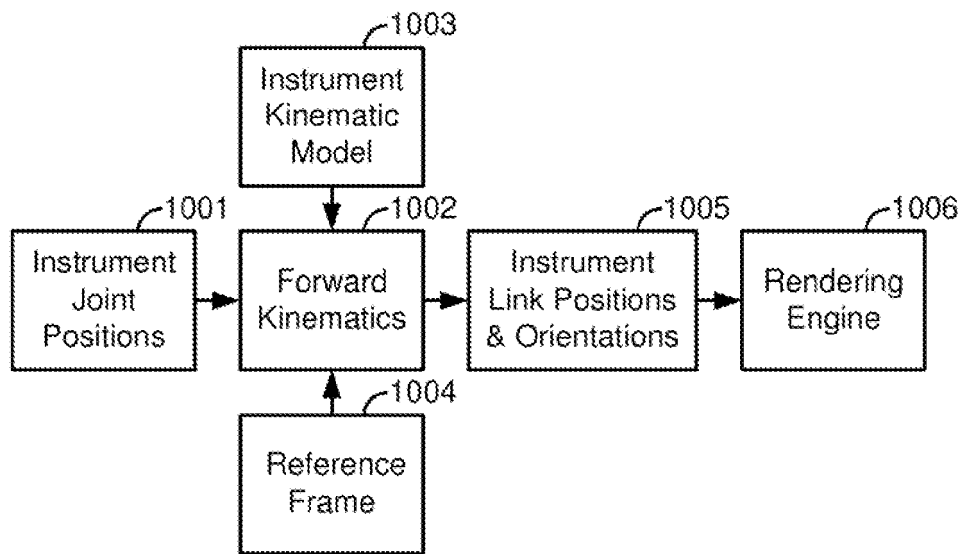 1003
Instrument
Kinematic
Model
1001
Instrument
Joint
Positions
1002
Forward
Kinematics
1005
Instrument
Link Positions
& Orientations
1006
Rendering
Engine
1004
Reference
Frame